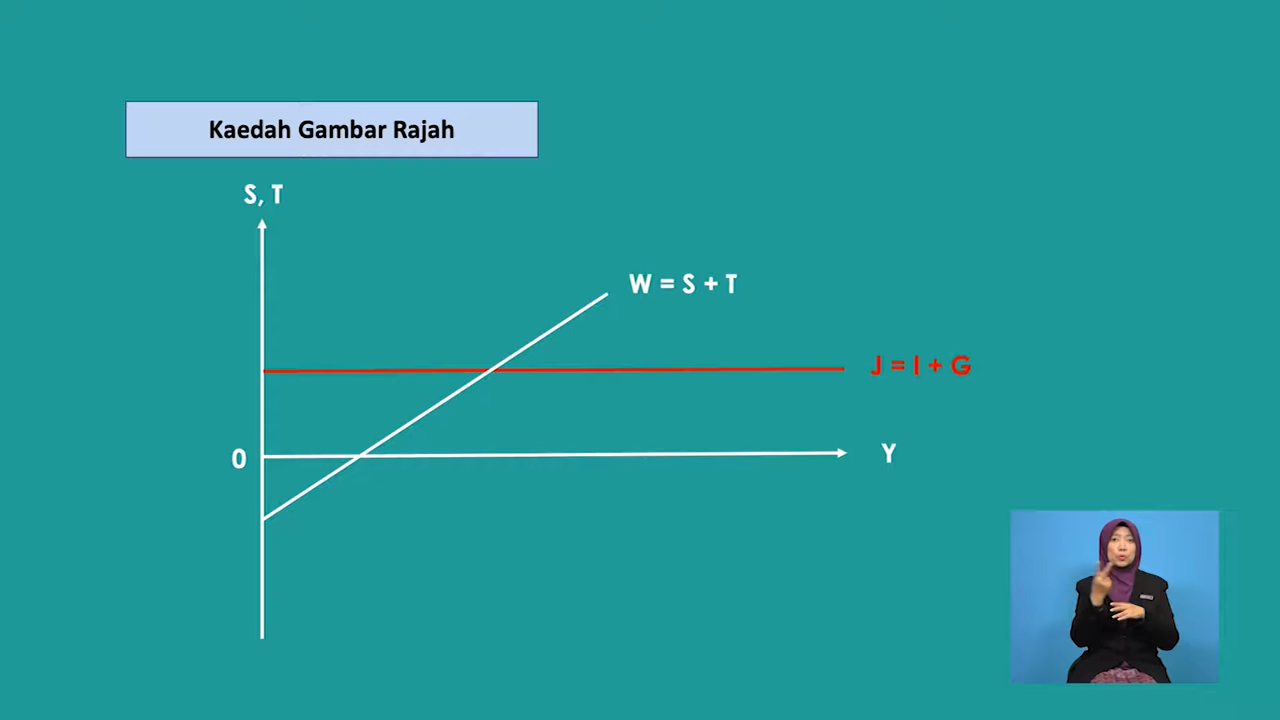 Kaedah Gambar Rajah
S, T
W = S + T
J = I + G
0
Y